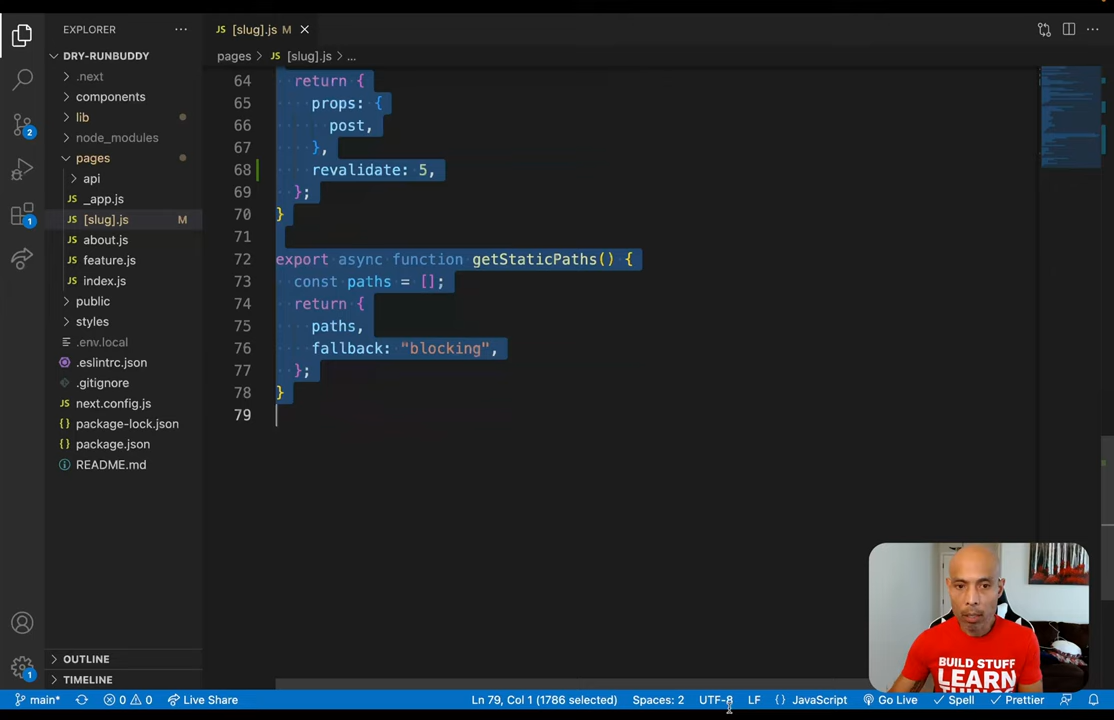 EXPLORER
[slug].js M
DRY-RUNBUDDY
pages > [slug].js > ...
.next
components
lib
node_modules
pages
api
_app.js
[slug].js M
about.js
feature.js
index.js
public
styles
.env.local
.eslintrc.json
.gitignore
next.config.js
package-lock.json
package.json
README.md
OUTLINE
TIMELINE
64 return {
65 props: {
66 post,
67 },
68 revalidate: 5,
69 };
70 }
71
72 export async function getStaticPaths() {
73 const paths = [];
74 return {
75 paths,
76 fallback: "blocking",
77 };
78 }
79
2
1
1
BUILD STUFF
LEARN
THINGS
main* 0 0 Live Share Ln 79, Col 1 (1786 selected) Spaces: 2 UTF-8 LF {} JavaScript Go Live Spell Prettier